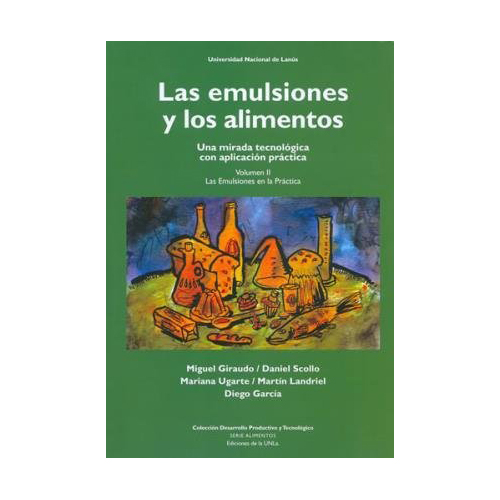 Universidad Nacional de Lanús
Las emulsiones
y los alimentos
Una mirada tecnológica
con aplicación práctica
Volumen II
Las Emulsiones en la Práctica
Miguel Giraudo / Daniel Scollo
Mariana Ugarte / Martín Landriel
Diego García
Colección Desarrollo Productivo y Tecnológico
SERIE ALIMENTOS
Ediciones de la UNLa.